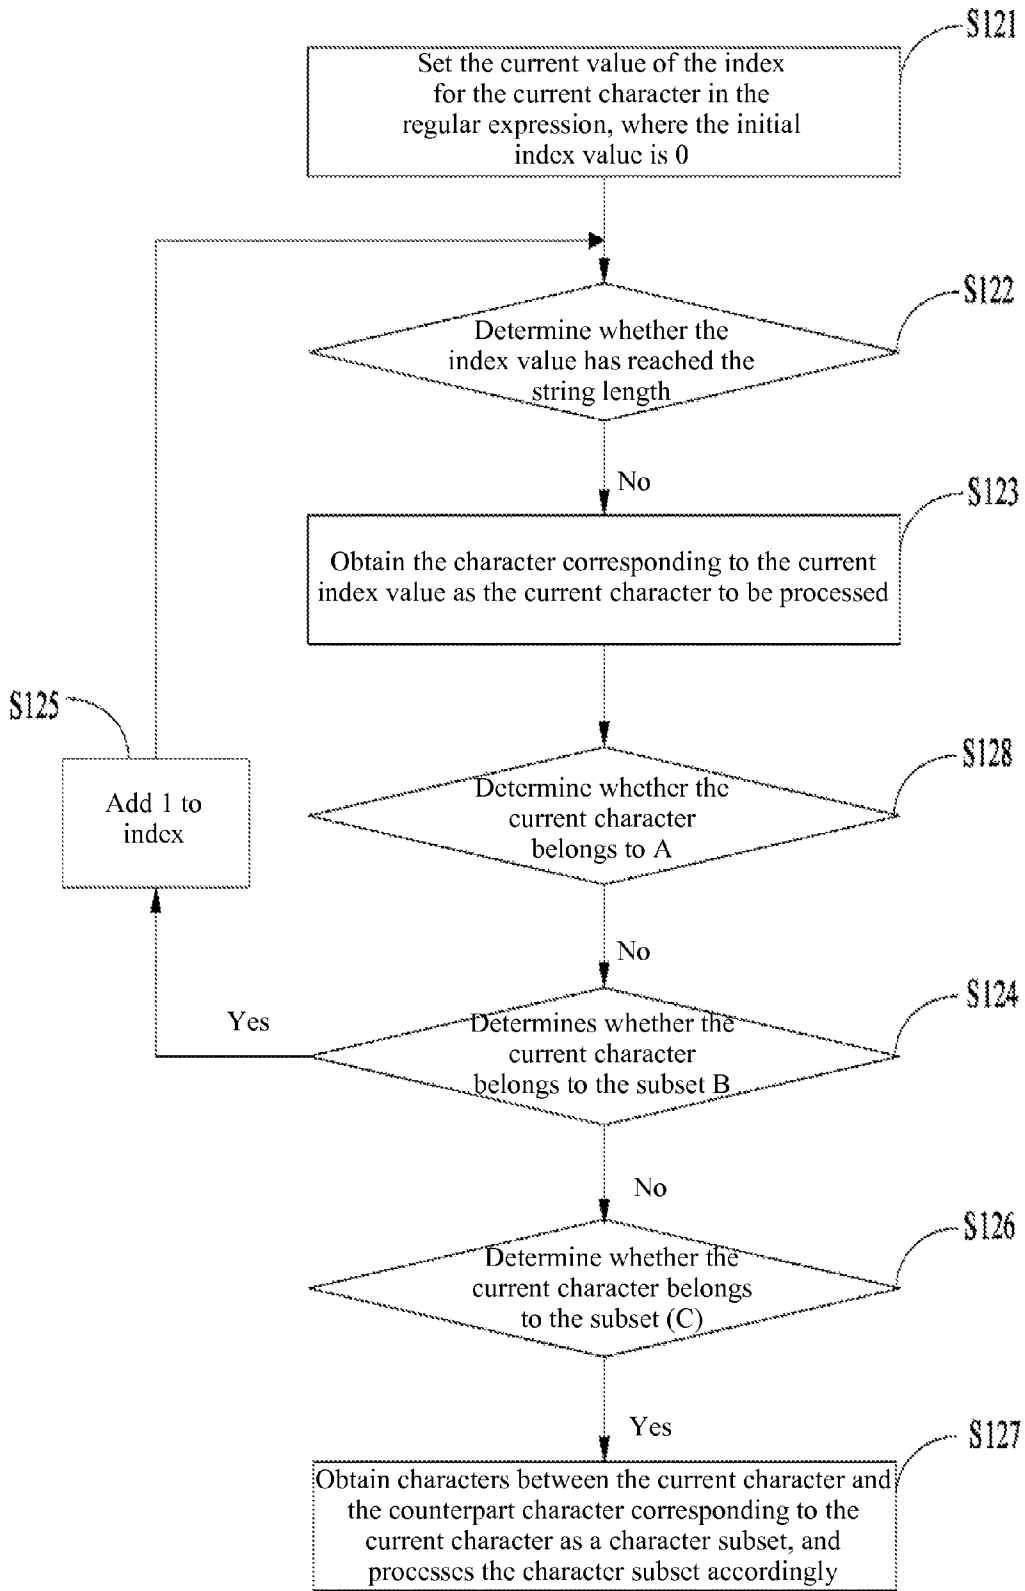 S121
Set the current value of the index
for the current character in the
regular expression, where the initial
index value is 0
S122
Determine whether the
index value has reached the
string length
No
S123
Obtain the character corresponding to the current
index value as the current character to be processed
S125
Add 1 to
index
S128
Determine whether the
current character
belongs to A
No
S124
Yes
Determines whether the
current character
belongs to the subset B
No
S126
Determine whether the
current character belongs
to the subset (C)
Yes
S127
Obtain characters between the current character and
the counterpart character corresponding to the
current character as a character subset, and
processes the character subset accordingly